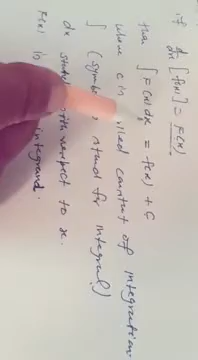 if d/dx [f(x)] = F(x)
then ∫F(x) dx = f(x) + C
where c is called constant of integration
∫ (symbol stand for integral)
dx stand with respect to x.
F(x) is integrand.